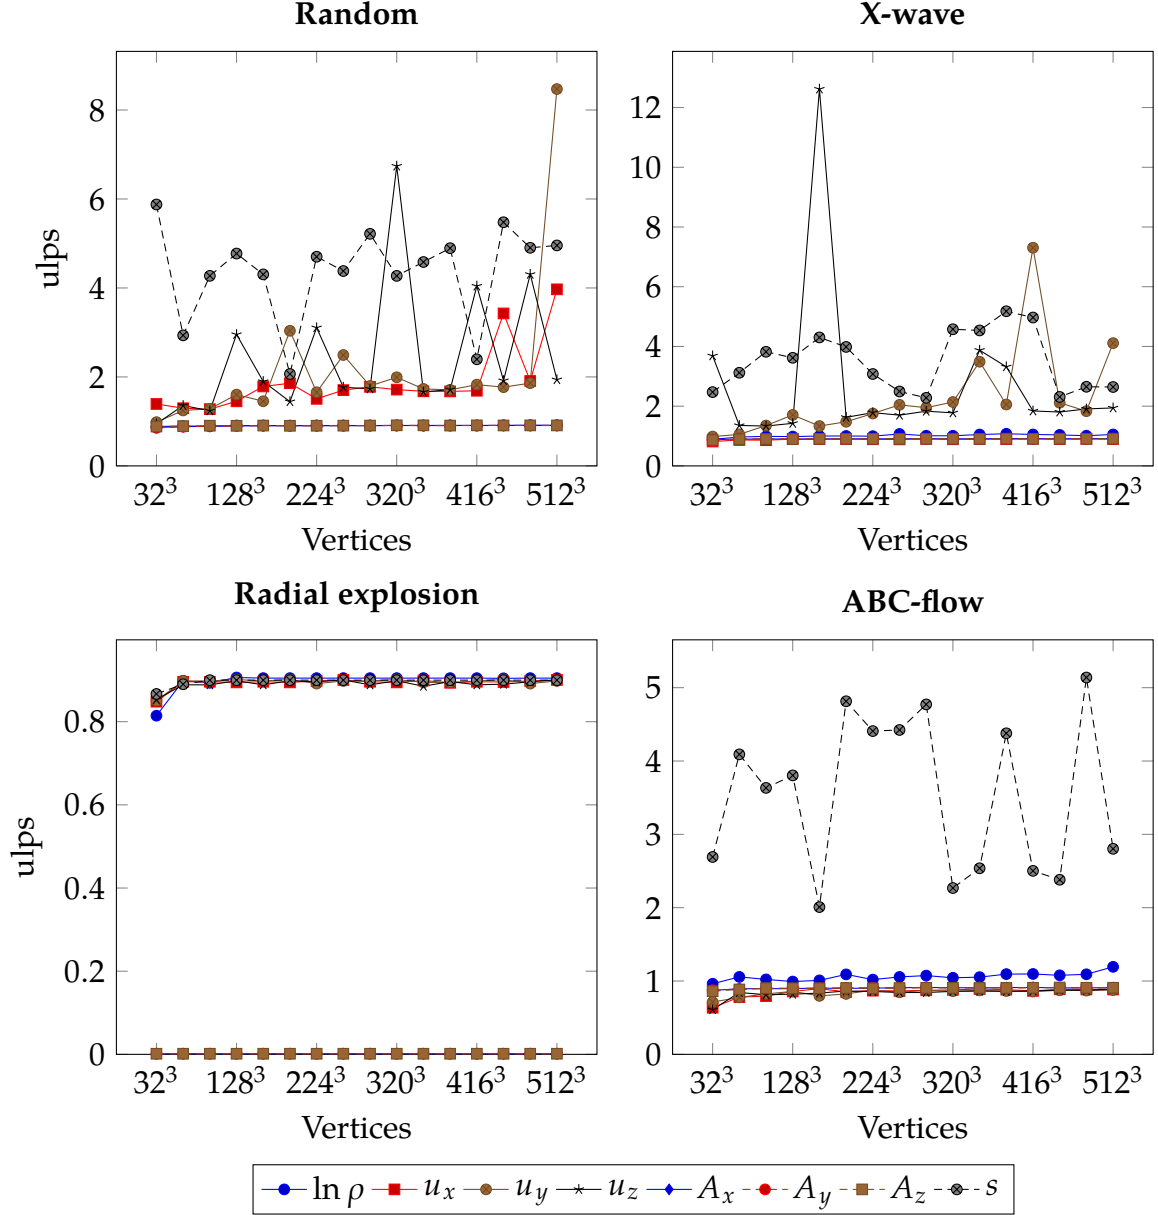 Random
X-wave
ulps
8
6
4
2
0
12
10
8
6
4
2
0
32³ 128³ 224³ 320³ 416³ 512³
32³ 128³ 224³ 320³ 416³ 512³
Vertices
Vertices
Radial explosion
ABC-flow
ulps
0.8
0.6
0.4
0.2
0
5
4
3
2
1
0
32³ 128³ 224³ 320³ 416³ 512³
32³ 128³ 224³ 320³ 416³ 512³
Vertices
Vertices
ln ρ u_x u_y u_z A_x A_y A_z s